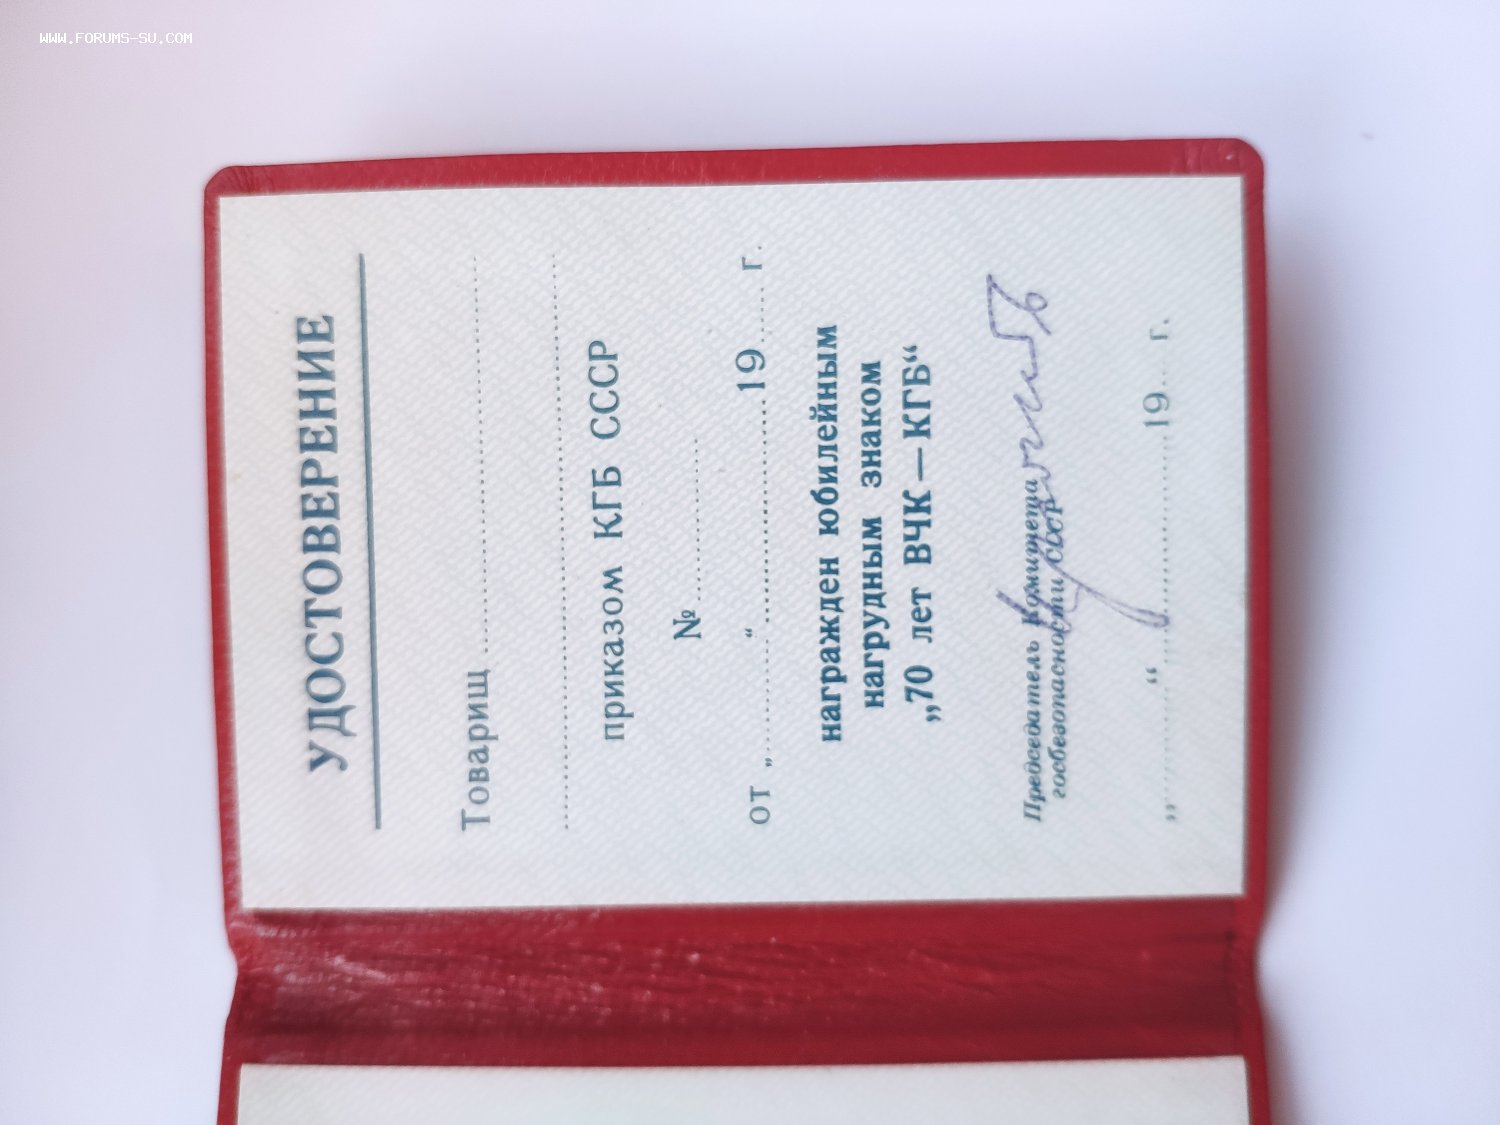 WWW.FORUMS-SU.COM
УДОСТОВЕРЕНИЕ
Товарищ
приказом КГБ СССР
№
от „ “ 19 г.
награжден юбилейным
нагрудным знаком
„70 лет ВЧК—КГБ“
Председатель Комитета
госбезопасности СССР
„ “ 19 г.